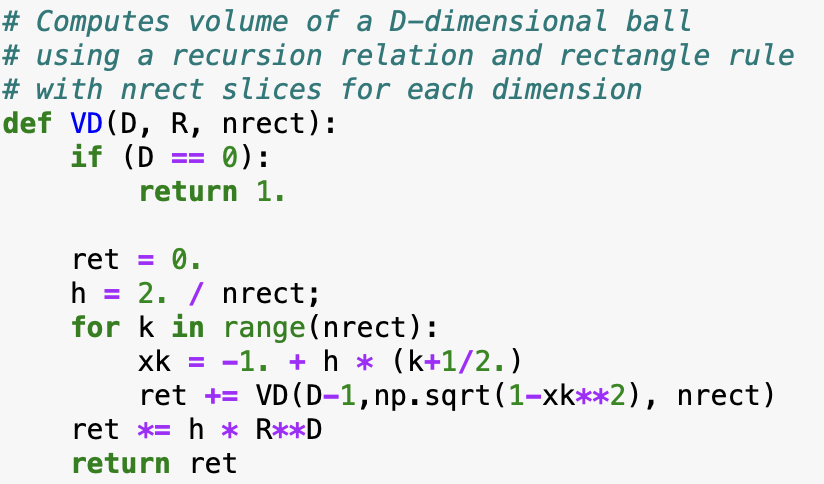 # Computes volume of a D-dimensional ball
# using a recursion relation and rectangle rule
# with nrect slices for each dimension
def VD(D, R, nrect):
    if (D == 0):
        return 1.

    ret = 0.
    h = 2. / nrect;
    for k in range(nrect):
        xk = -1. + h * (k+1/2.)
        ret += VD(D-1,np.sqrt(1-xk**2), nrect)
    ret *= h * R**D
    return ret